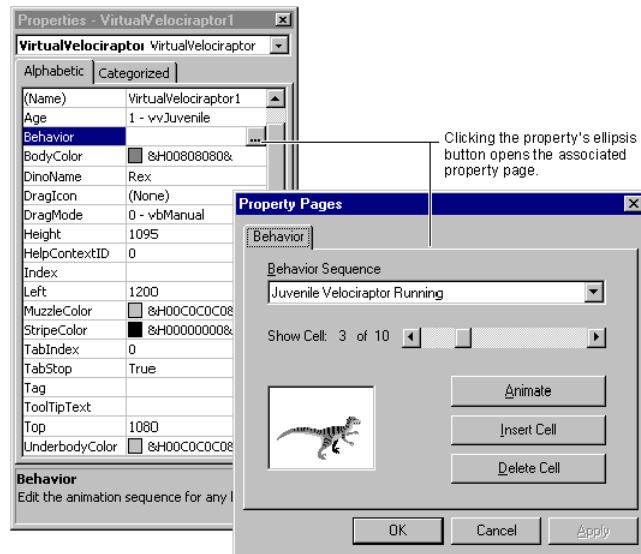 Properties - VirtualVelociraptor1
VirtualVelociraptor VirtualVelociraptor
Alphabetic Categorized
(Name) VirtualVelociraptor1
Age 1 - vvJuvenile
Behavior ...
BodyColor &H00808080&
DinoName Rex
DragIcon (None)
DragMode 0 - vbManual
Height 1095
HelpContextID 0
Index
Left 1200
MuzzleColor &H00C0C0C0&
StripeColor &H00000008&
TabIndex 0
TabStop True
Tag
ToolTipText
Top 1080
UnderbodyColor &H00C0C0C0&
Behavior
Edit the animation sequence for any
Clicking the property's ellipsis
button opens the associated
property page.
Property Pages
Behavior
Behavior Sequence
Juvenile Velociraptor Running
Show Cell: 3 of 10
Animate
Insert Cell
Delete Cell
OK Cancel Apply